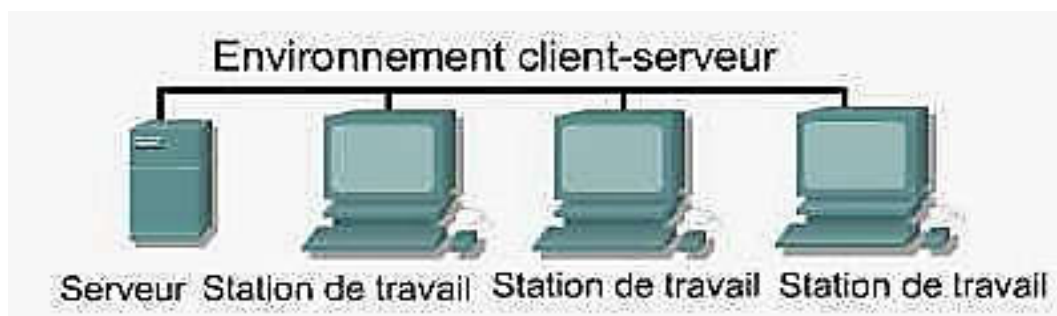 Environnement client-serveur
Serveur Station de travail Station de travail Station de travail